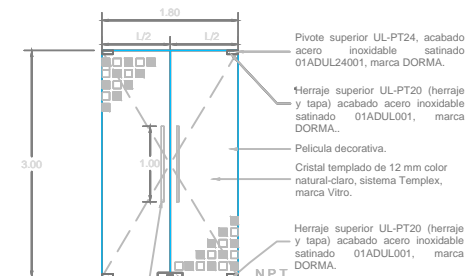 1.80
L/2 L/2
Pivote superior UL-PT24, acabado
acero inoxidable satinado
01ADUL24001, marca DORMA.
Herraje superior UL-PT20 (herraje
y tapa) acabado acero inoxidable
satinado 01ADUL001, marca
DORMA..
Pelicula decorativa.
3.00
1.00
Cristal templado de 12 mm color
natural-claro, sistema Templex,
marca Vitro.
Herraje superior UL-PT20 (herraje
y tapa) acabado acero inoxidable
satinado 01ADUL001, marca
DORMA.
N.P.T.